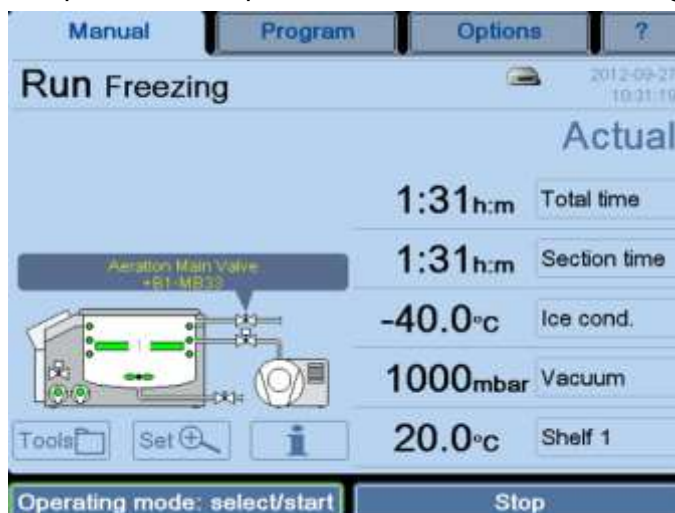 Manual
Program
Options
?
Run Freezing
2012-09-27
10:31:19
Actual
1:31h:m Total time
1:31h:m Section time
Aeration Main Valve
+B1-MB33
-40.0°C Ice cond.
1000mbar Vacuum
20.0°C Shelf 1
Tools
Set
i
Operating mode: select/start
Stop